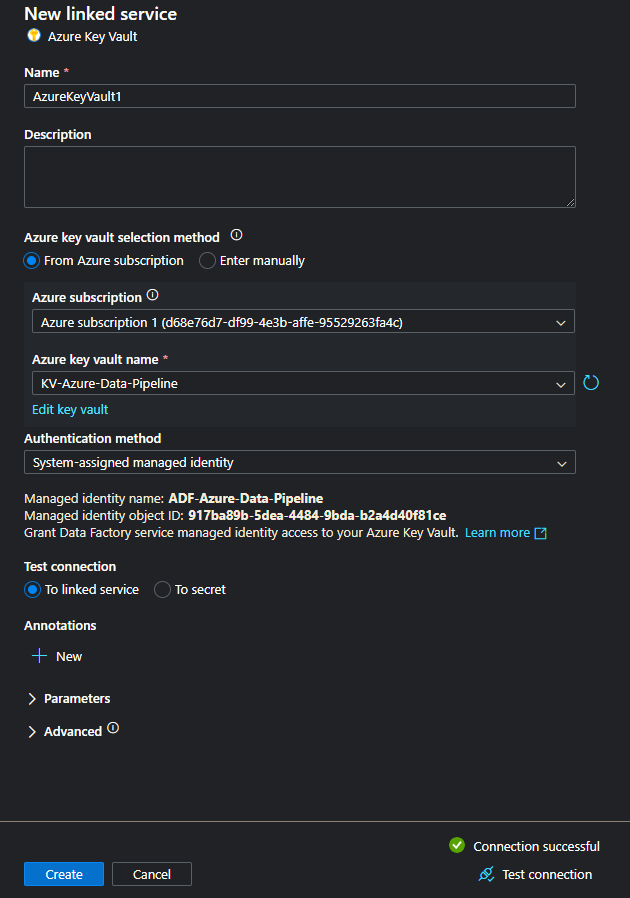 New linked service
Azure Key Vault
Name *
AzureKeyVault1
Description
Azure key vault selection method
From Azure subscription Enter manually
Azure subscription
Azure subscription 1 (d68e76d7-df99-4e3b-affe-95529263fa4c)
Azure key vault name *
KV-Azure-Data-Pipeline
Edit key vault
Authentication method
System-assigned managed identity
Managed identity name: ADF-Azure-Data-Pipeline
Managed identity object ID: 917ba89b-5dea-4484-9bda-b2a4d40f81ce
Grant Data Factory service managed identity access to your Azure Key Vault. Learn more
Test connection
To linked service To secret
Annotations
New
Parameters
Advanced
Connection successful
Create Cancel Test connection